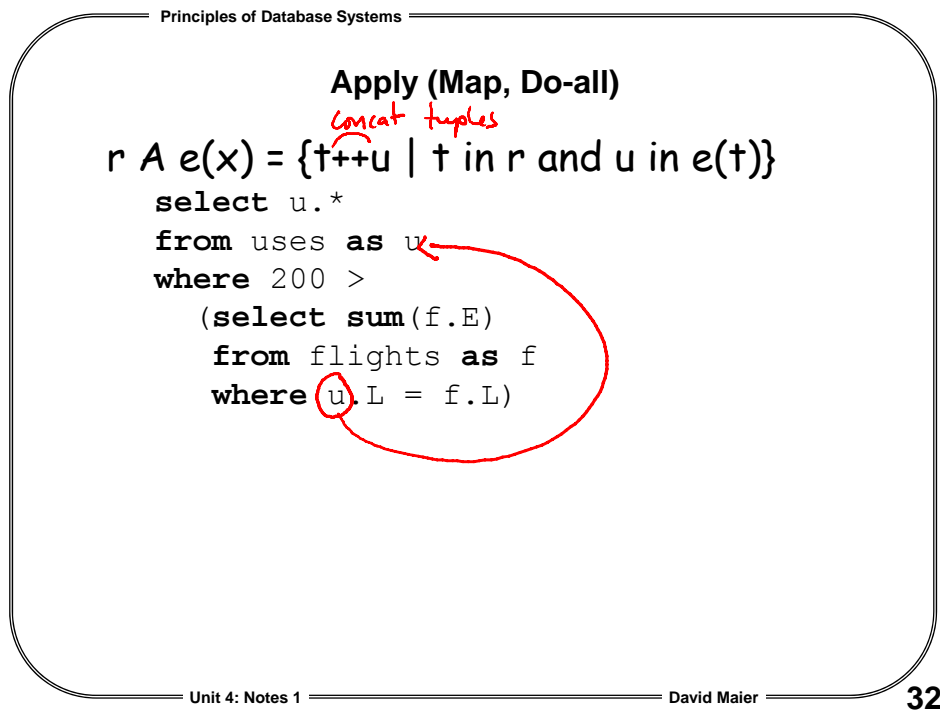 Principles of Database Systems
Apply (Map, Do-all)
concat tuples
r A e(x) = {t++u | t in r and u in e(t)}
select u.*
from uses as u
where 200 >
(select sum(f.E)
from flights as f
where u.L = f.L)
Unit 4: Notes 1
David Maier
32